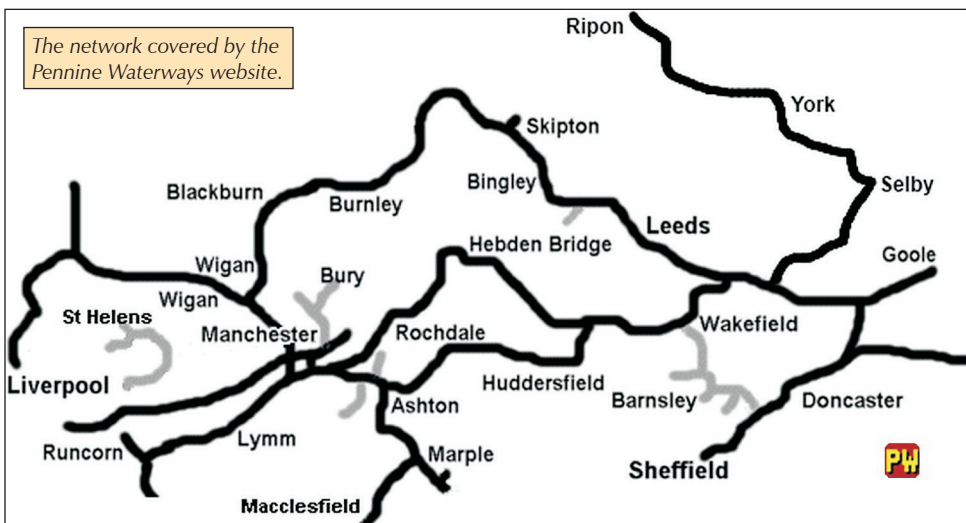 The network covered by the
Pennine Waterways website.
Ripon
York
Skipton
Bingley
Selby
Blackburn
Burnley
Leeds
Hebden Bridge
Goole
Wigan
Bury
Wigan
St Helens
Manchester
Rochdale
Wakefield
Liverpool
Huddersfield
Ashton
Barnsley
Doncaster
Runcorn
Lymm
Marple
Sheffield
PW
Macclesfield